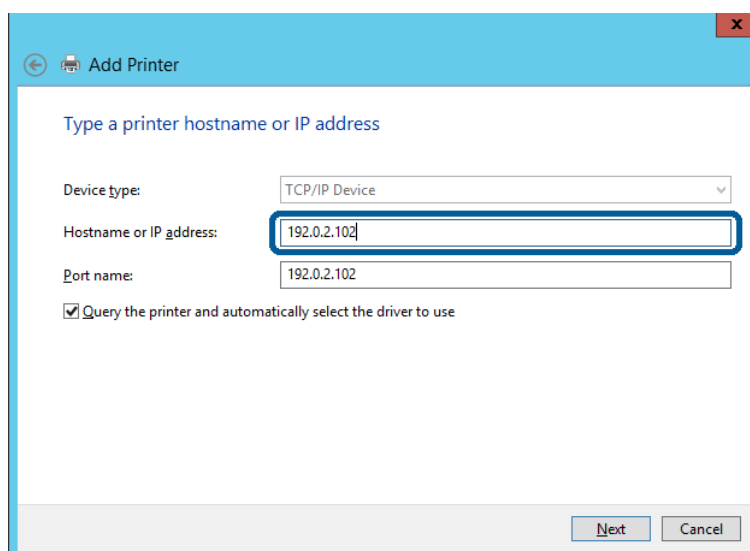 x
Add Printer
Type a printer hostname or IP address
Device type: TCP/IP Device
Hostname or IP address: 192.0.2.102
Port name: 192.0.2.102
Query the printer and automatically select the driver to use
Next Cancel